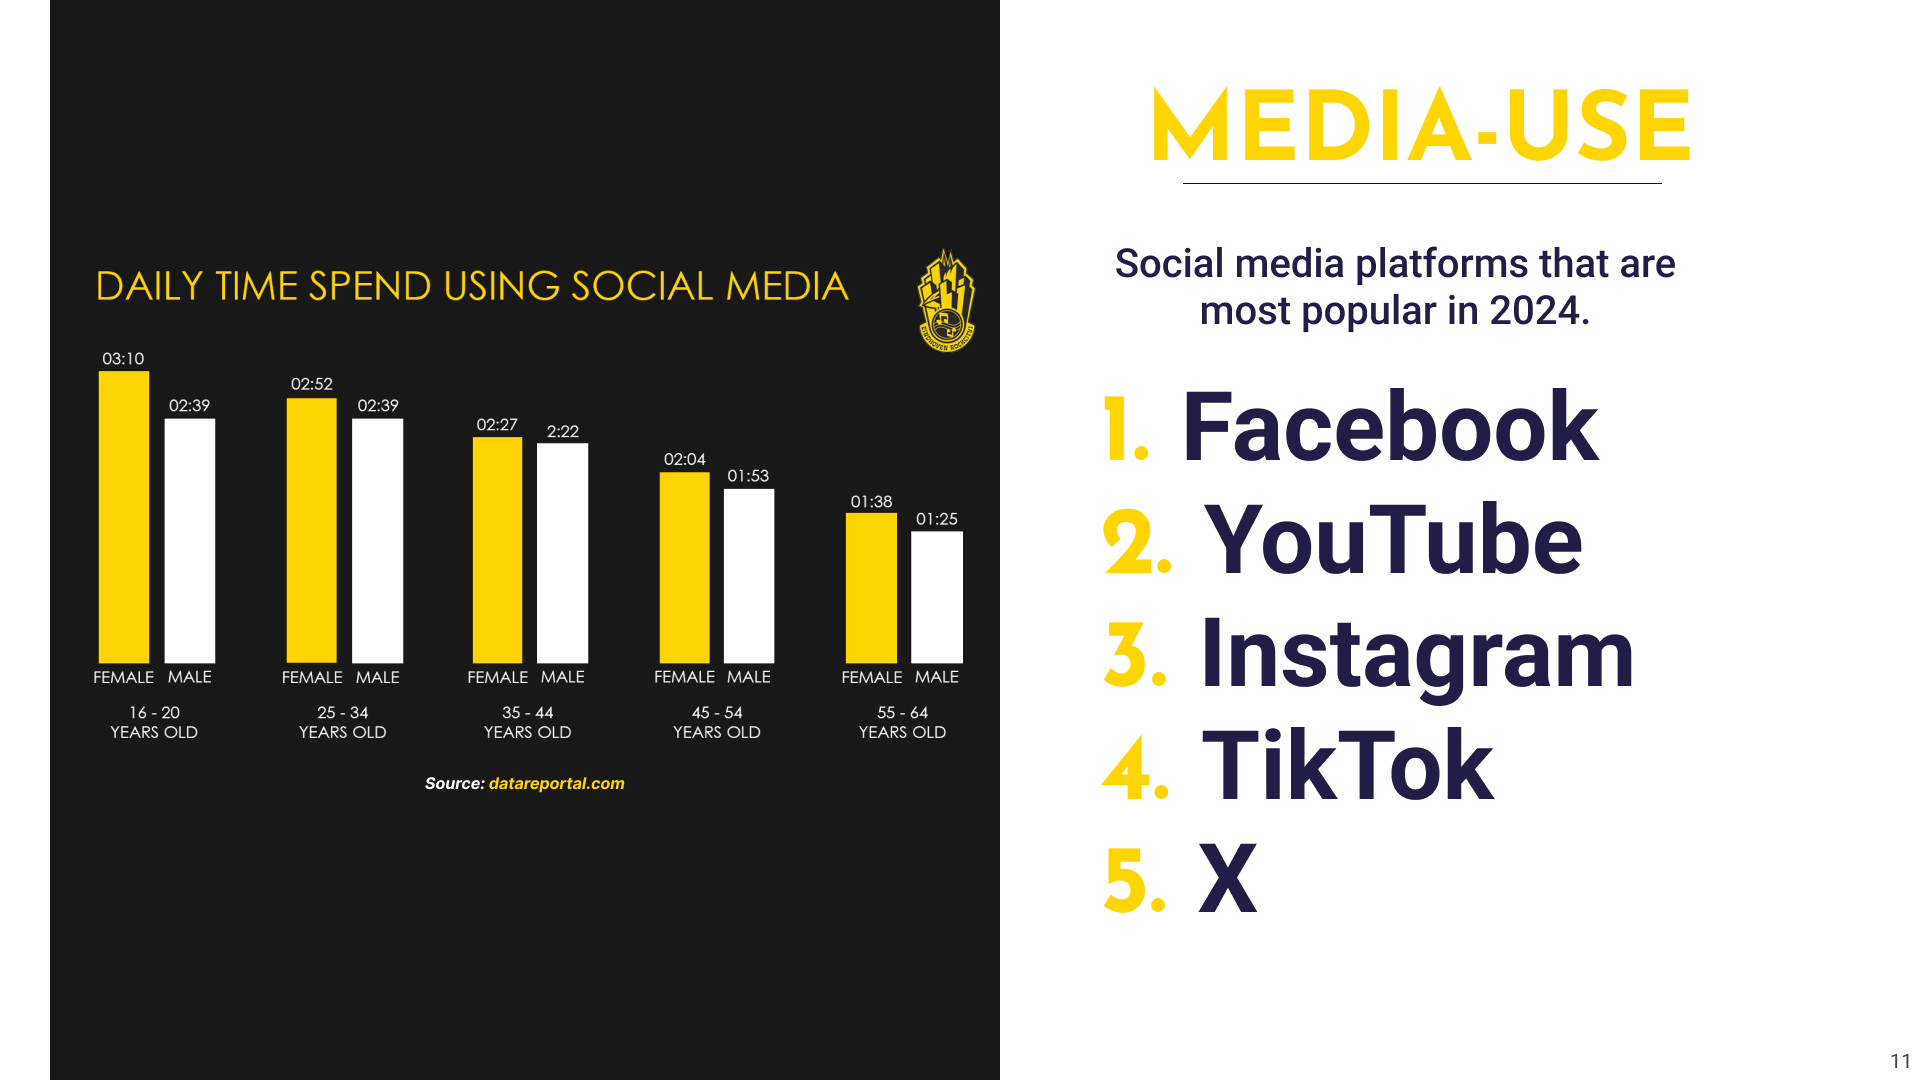 DAILY TIME SPEND USING SOCIAL MEDIA
03:10
02:39
02:52
02:39
02:27
2:22
02:04
01:53
01:38
01:25
FEMALE MALE
FEMALE MALE
FEMALE MALE
FEMALE MALE
FEMALE MALE
16 - 20
YEARS OLD
25 - 34
YEARS OLD
35 - 44
YEARS OLD
45 - 54
YEARS OLD
55 - 64
YEARS OLD
Source: datareportal.com
MEDIA-USE
Social media platforms that are
most popular in 2024.
1. Facebook
2. YouTube
3. Instagram
4. TikTok
5. X
11